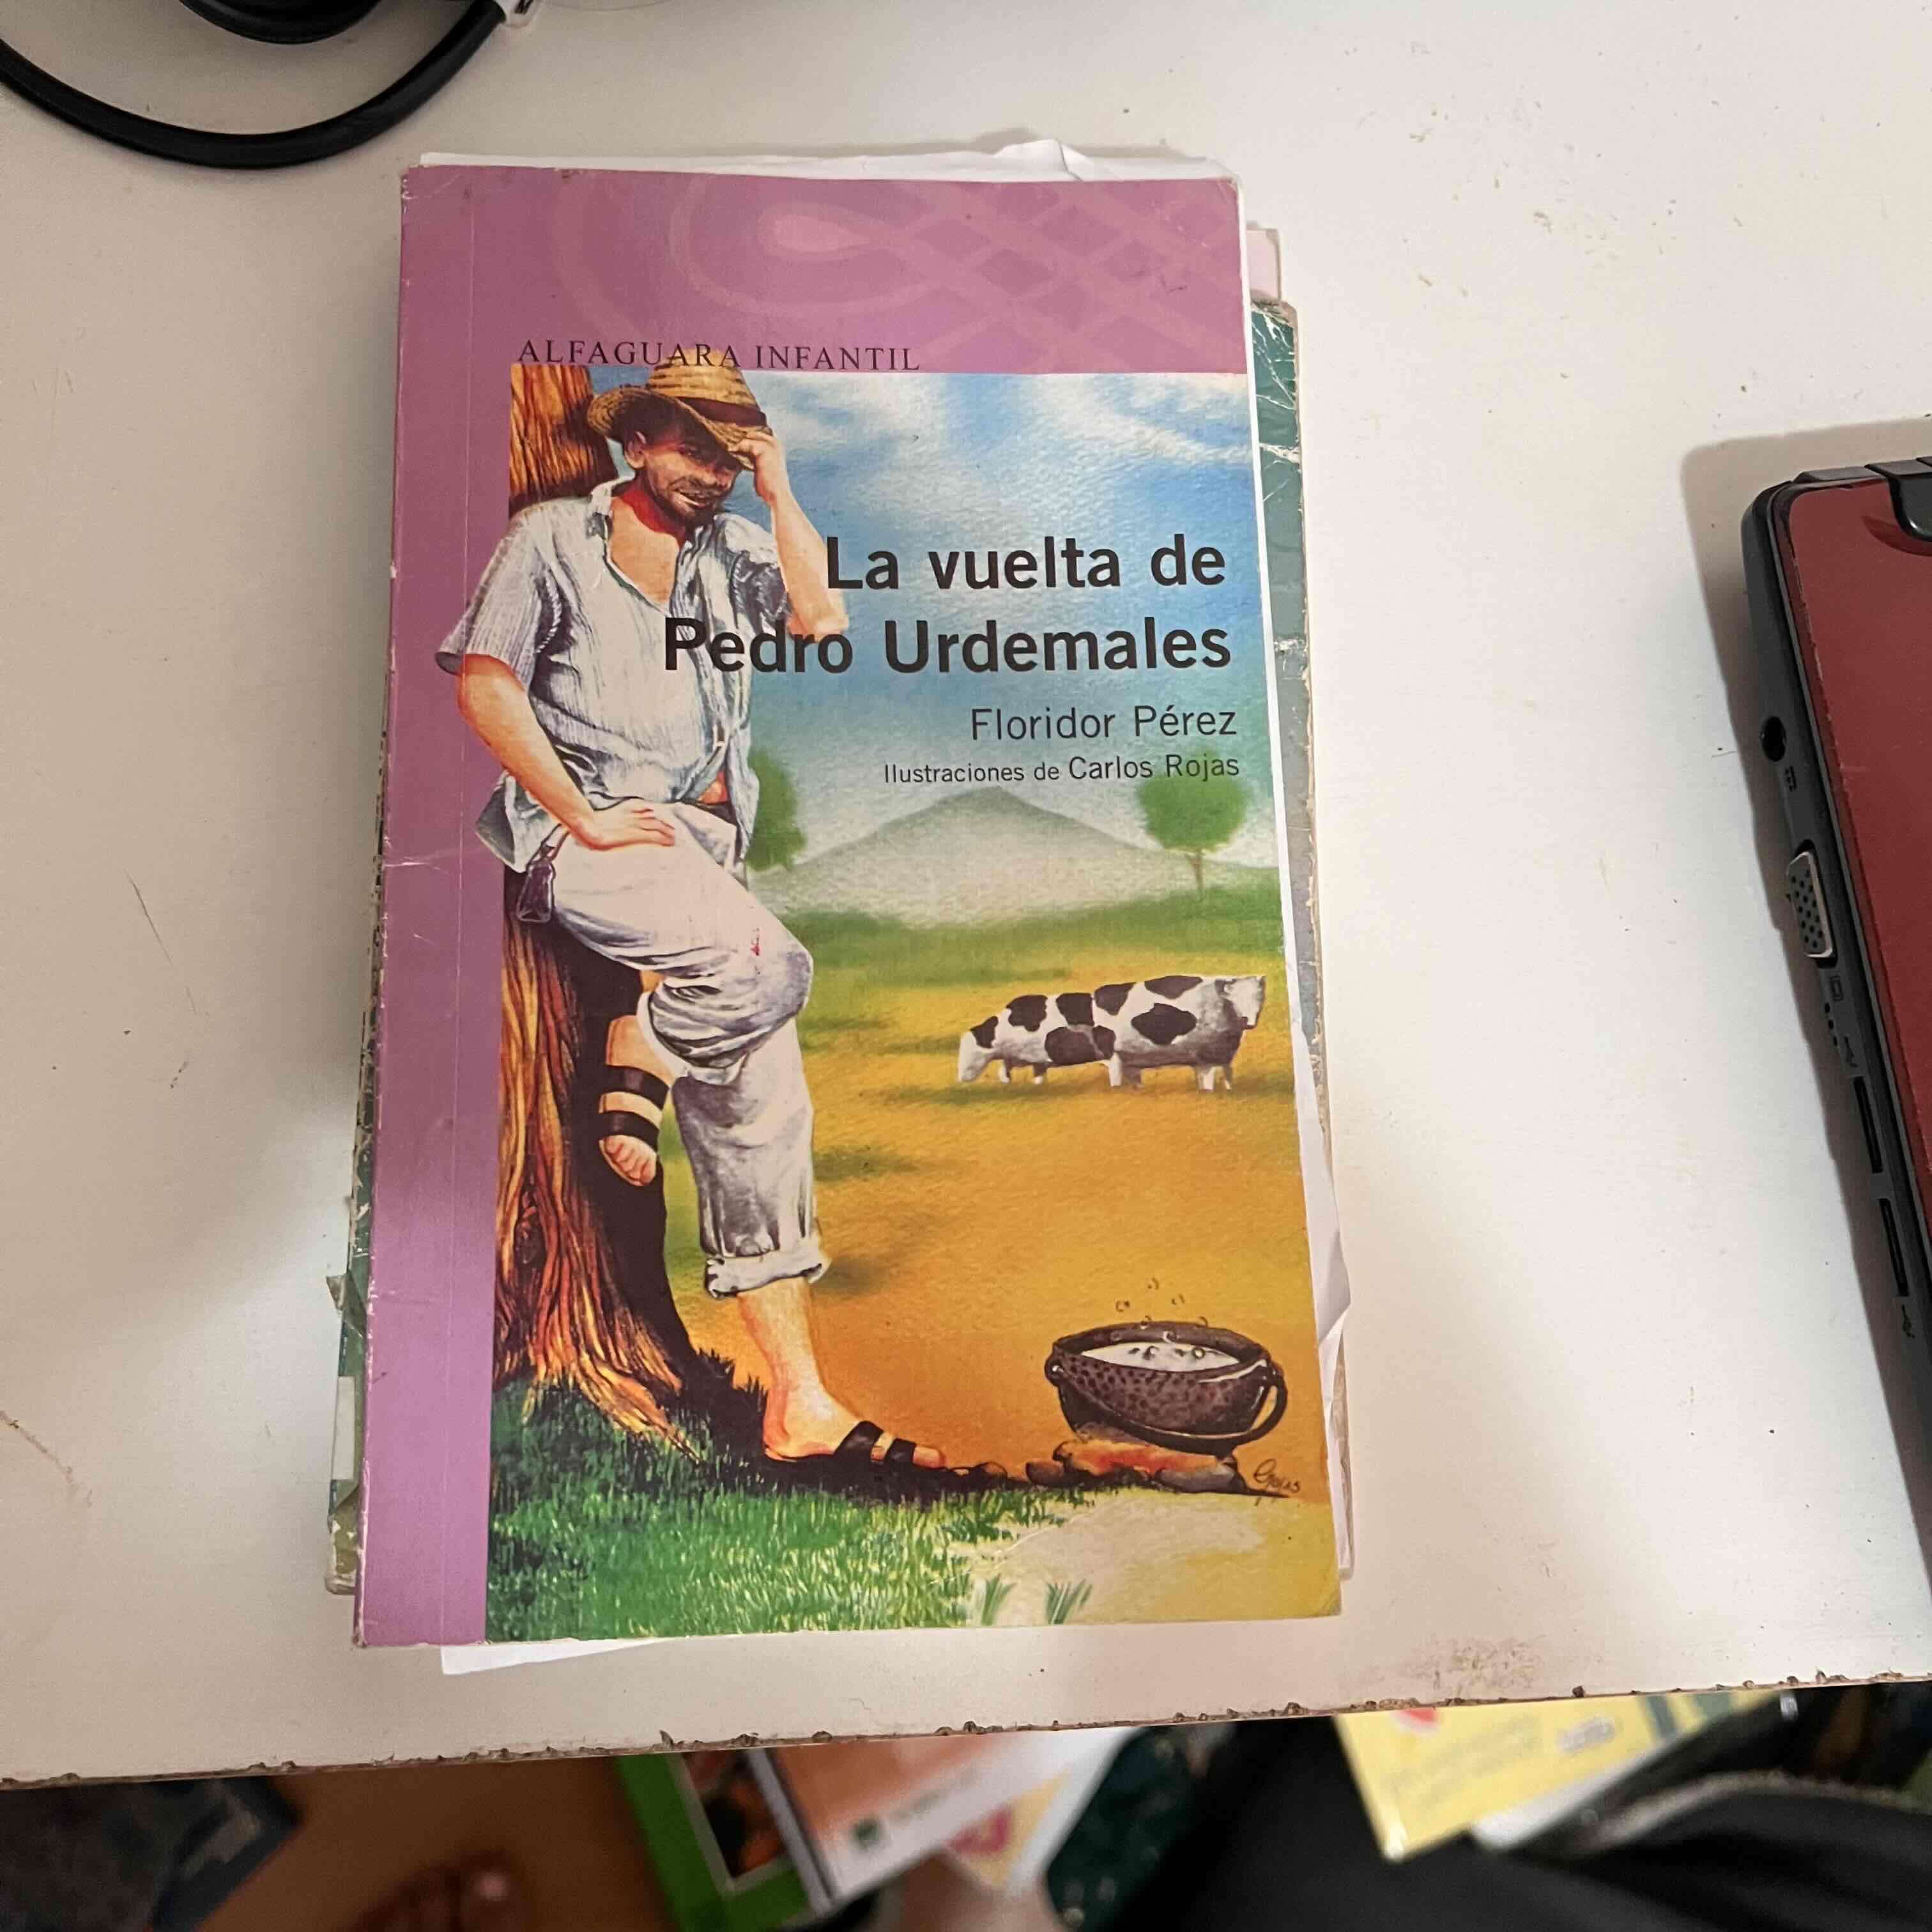 ALFAGUARA INFANTIL
La vuelta de
Pedro Urdemales
Floridor Pérez
Ilustraciones de Carlos Rojas